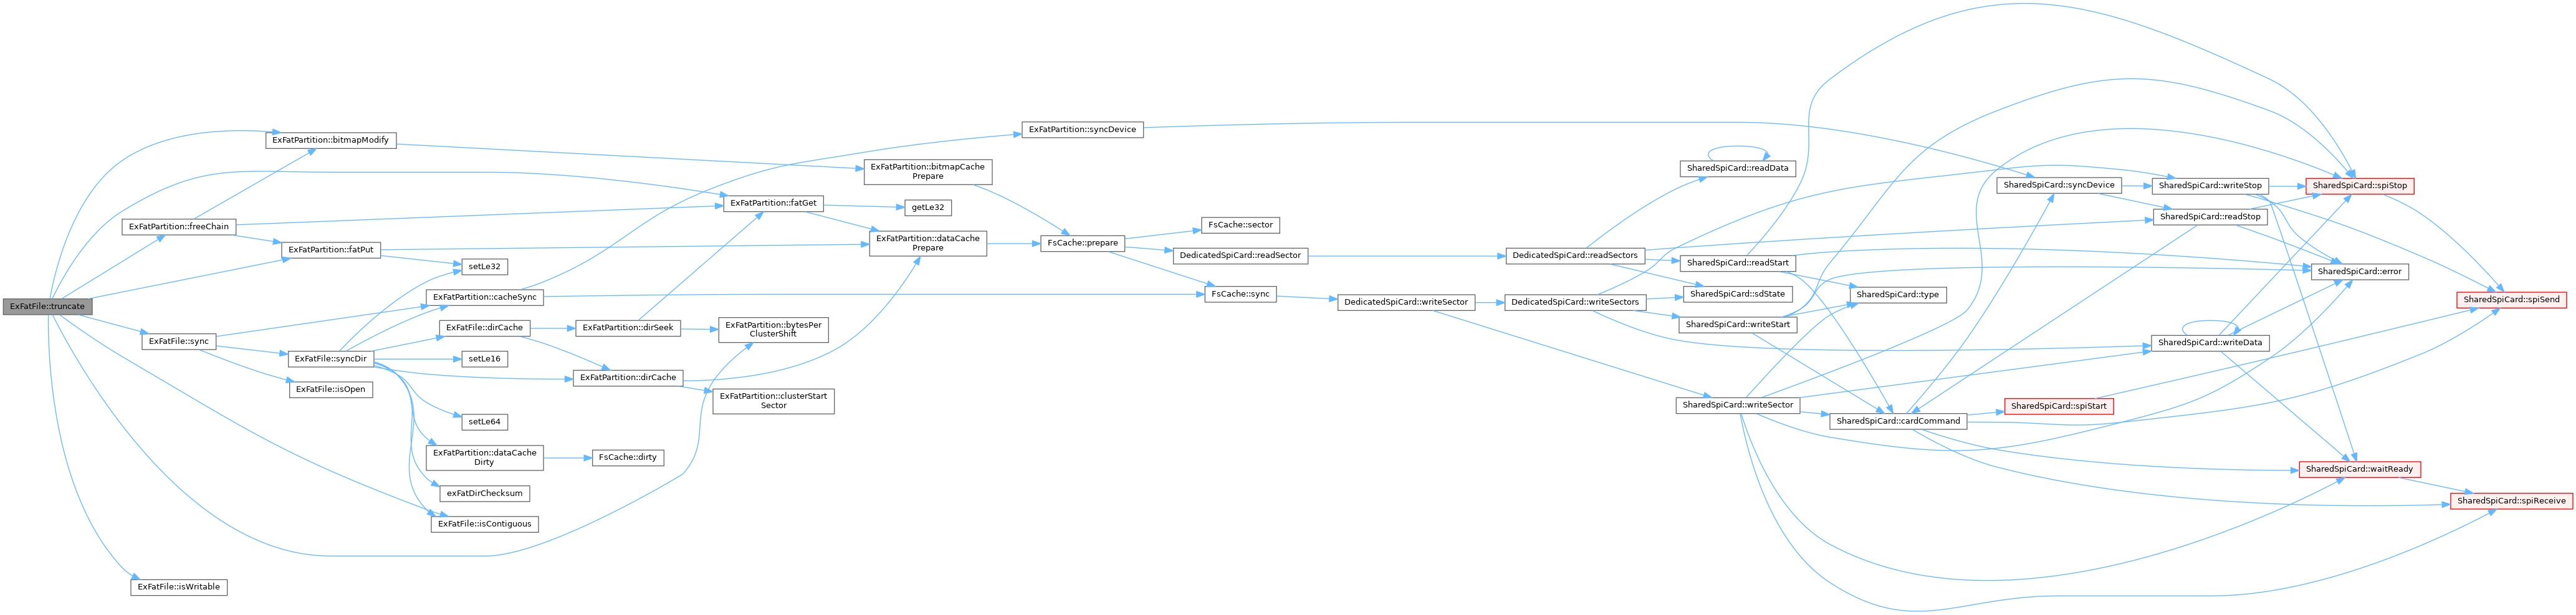 ExFatFile::truncate
ExFatPartition::bitmapModify
ExFatPartition::freeChain
ExFatPartition::fatPut
setLe32
ExFatPartition::cacheSync
ExFatFile::sync
ExFatFile::syncDir
ExFatFile::isOpen
ExFatFile::isWritable
ExFatFile::dirCache
setLe16
setLe64
ExFatPartition::dataCache
Dirty
exFatDirChecksum
ExFatFile::isContiguous
ExFatPartition::dirSeek
ExFatPartition::dirCache
FsCache::dirty
ExFatPartition::fatGet
ExFatPartition::bytesPer
ClusterShift
ExFatPartition::clusterStart
Sector
ExFatPartition::bitmapCache
Prepare
getLe32
ExFatPartition::dataCache
Prepare
ExFatPartition::syncDevice
FsCache::prepare
FsCache::sector
DedicatedSpiCard::readSector
FsCache::sync
DedicatedSpiCard::writeSector
DedicatedSpiCard::readSectors
DedicatedSpiCard::writeSectors
SharedSpiCard::readData
SharedSpiCard::readStart
SharedSpiCard::sdState
SharedSpiCard::writeStart
SharedSpiCard::writeSector
SharedSpiCard::type
SharedSpiCard::cardCommand
SharedSpiCard::syncDevice
SharedSpiCard::spiStart
SharedSpiCard::writeStop
SharedSpiCard::readStop
SharedSpiCard::writeData
SharedSpiCard::spiStop
SharedSpiCard::error
SharedSpiCard::waitReady
SharedSpiCard::spiSend
SharedSpiCard::spiReceive